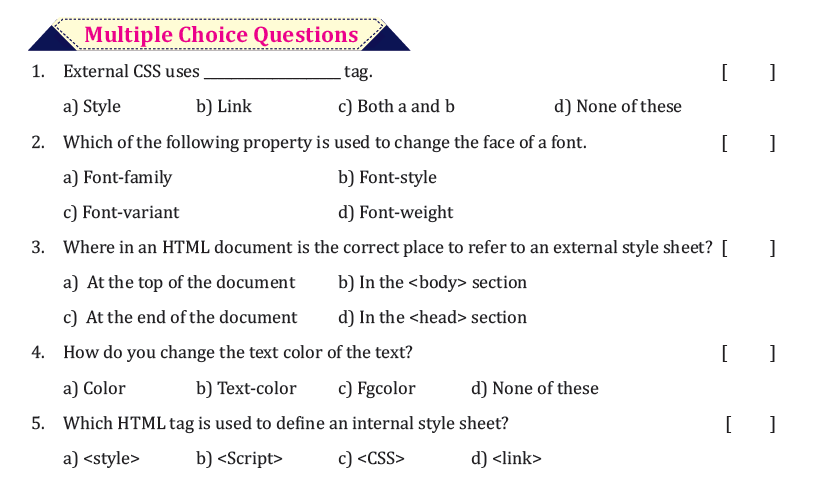 Multiple Choice Questions
1. External CSS uses ____________________ tag. [ ]
a) Style b) Link c) Both a and b d) None of these
2. Which of the following property is used to change the face of a font. [ ]
a) Font-family b) Font-style
c) Font-variant d) Font-weight
3. Where in an HTML document is the correct place to refer to an external style sheet? [ ]
a) At the top of the document b) In the <body> section
c) At the end of the document d) In the <head> section
4. How do you change the text color of the text? [ ]
a) Color b) Text-color c) Fgcolor d) None of these
5. Which HTML tag is used to define an internal style sheet? [ ]
a) <style> b) <Script> c) <CSS> d) <link>